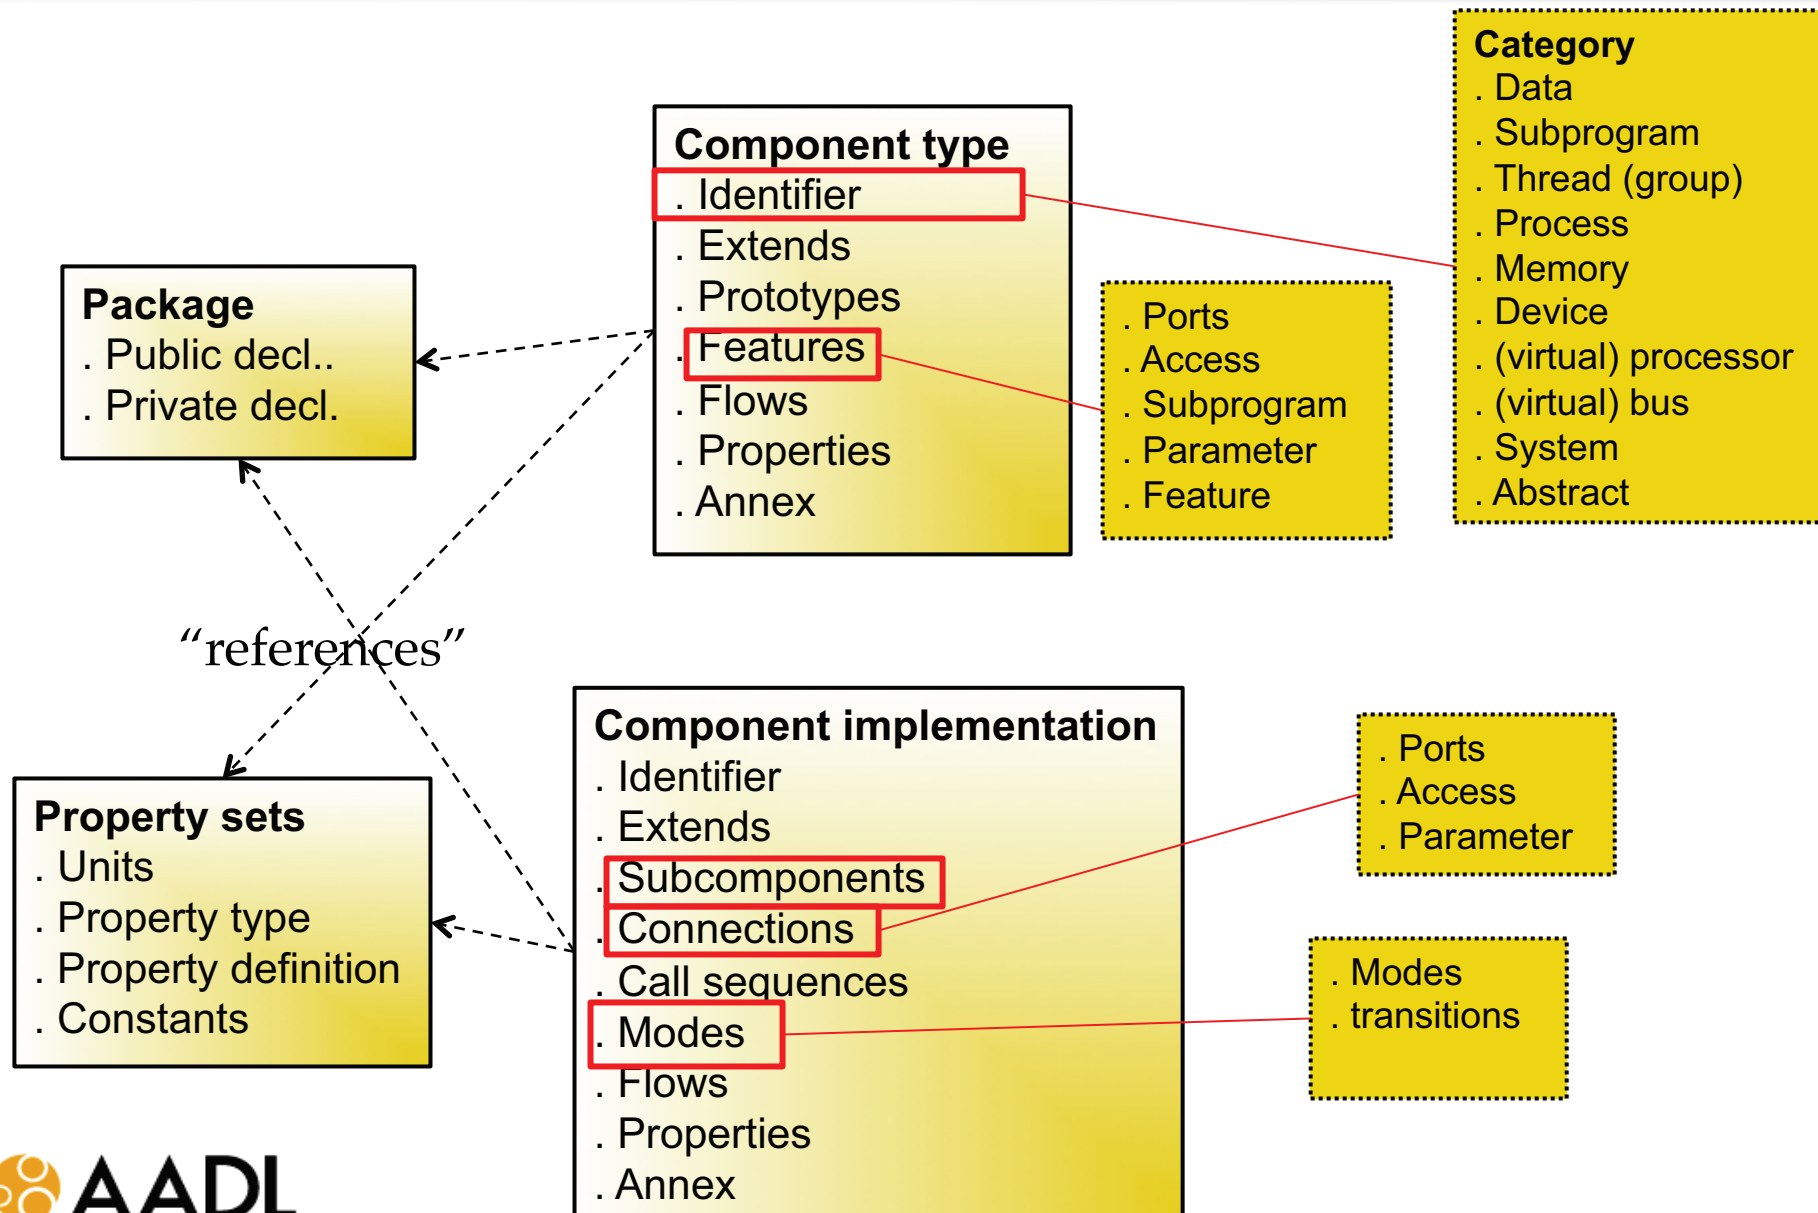 Category
. Data
. Subprogram
. Thread (group)
. Process
. Memory
. Device
. (virtual) processor
. (virtual) bus
. System
. Abstract
Component type
. Identifier
. Extends
. Prototypes
. Features
. Flows
. Properties
. Annex
. Ports
. Access
. Subprogram
. Parameter
. Feature
Package
. Public decl..
. Private decl.
“references”
Property sets
. Units
. Property type
. Property definition
. Constants
Component implementation
. Identifier
. Extends
. Subcomponents
. Connections
. Call sequences
. Modes
. Flows
. Properties
. Annex
. Ports
. Access
. Parameter
. Modes
. transitions
AADL